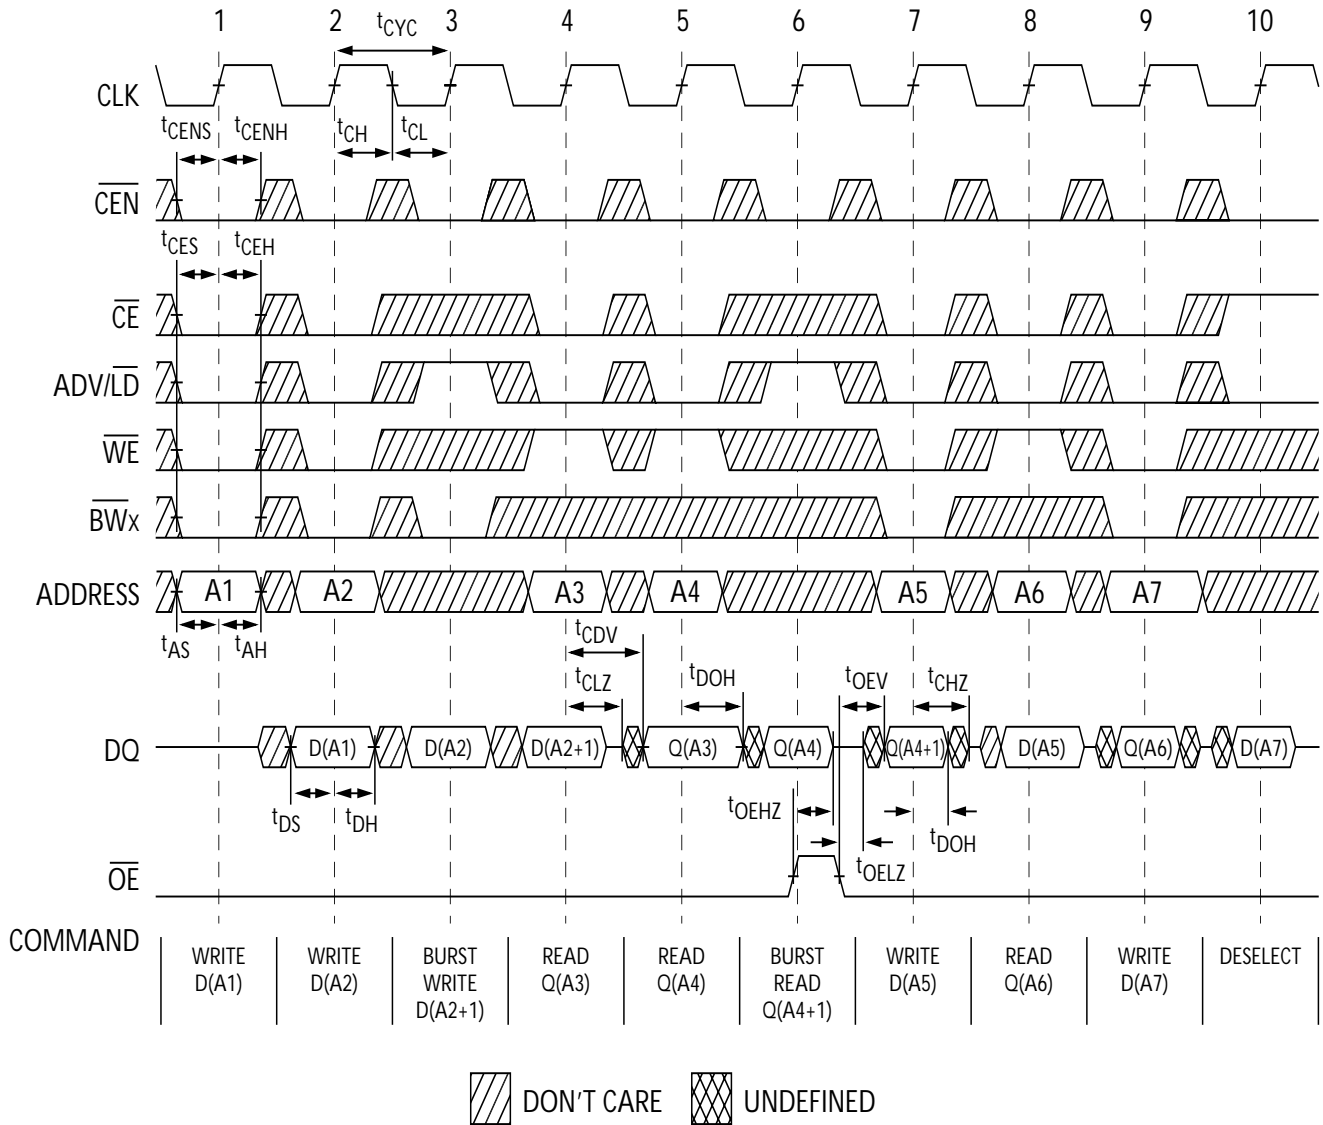 1 2 tCYC 3 4 5 6 7 8 9 10
CLK
tCENS tCENH tCH tCL
CEN
tCES tCEH
CE
ADV/LD
WE
BWx
ADDRESS A1 A2 A3 A4 A5 A6 A7
tAS tAH tCDV
tCLZ tDOH tOEV tCHZ
DQ D(A1) D(A2) D(A2+1) Q(A3) Q(A4) Q(A4+1) D(A5) Q(A6) D(A7)
tDS tDH tOEHZ tDOH
tOELZ
OE
COMMAND
WRITE WRITE BURST READ READ BURST WRITE READ WRITE DESELECT
D(A1) D(A2) WRITE Q(A3) Q(A4) READ D(A5) Q(A6) D(A7)
D(A2+1) Q(A4+1)
DON'T CARE UNDEFINED